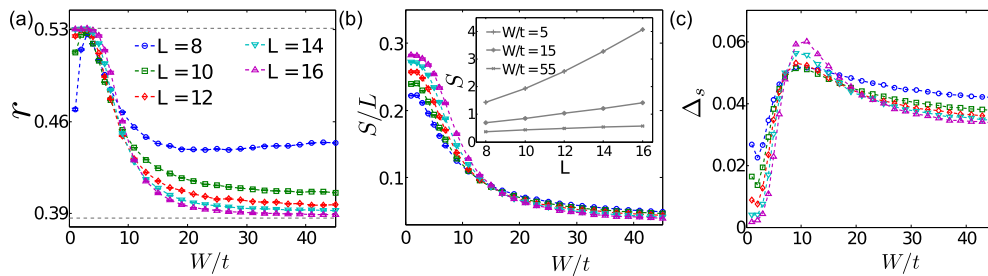 (a)
r
0.53
0.46
0.39
0 10 20 30 40
W/t
L = 8
L = 10
L = 12
L = 14
L = 16
(b)
S/L
0.3
0.2
0.1
0 10 20 30 40
W/t
W/t = 5
W/t = 15
W/t = 55
S
4
3
2
1
0
8 10 12 14 16
L
(c)
Δs
0.06
0.04
0.02
0
0 10 20 30 40
W/t